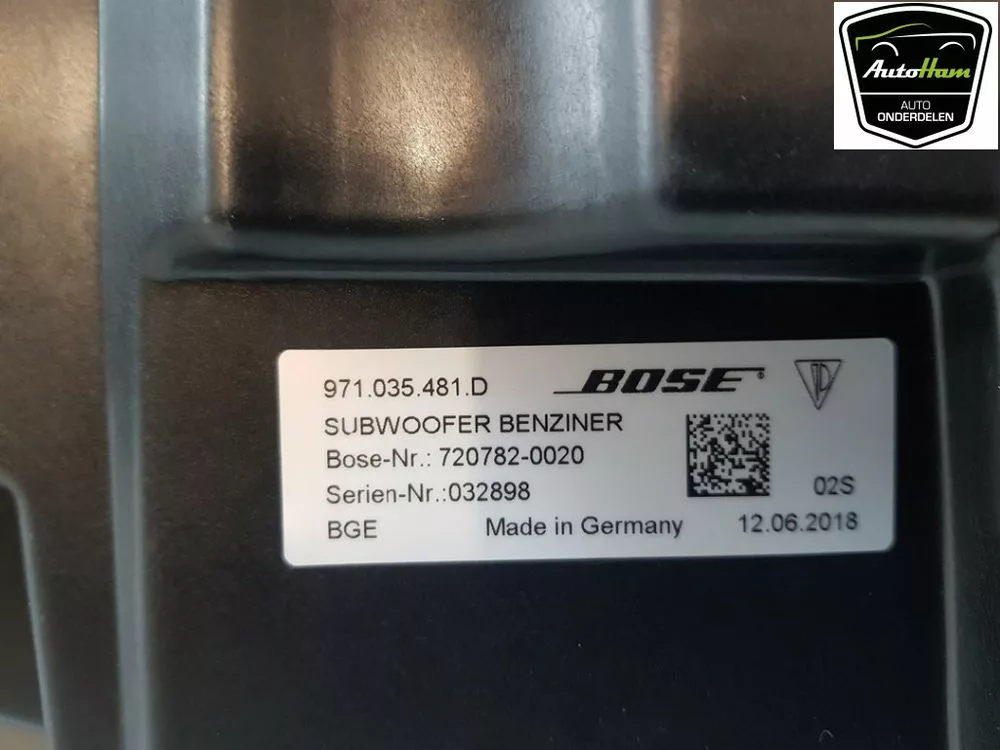 AutoHam
AUTO
ONDERDELEN
971.035.481.D BOSE®
SUBWOOFER BENZINER
Bose-Nr.: 720782-0020
Serien-Nr.:032898
02S
BGE Made in Germany 12.06.2018